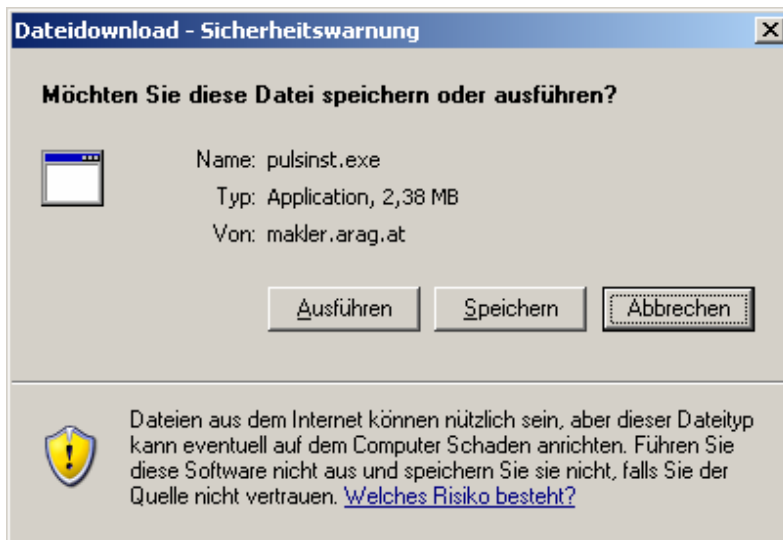 Dateidownload - Sicherheitswarnung
Möchten Sie diese Datei speichern oder ausführen?
Name: pulsinst.exe
Typ: Application, 2,38 MB
Von: makler.arag.at
Ausführen Speichern Abbrechen
Dateien aus dem Internet können nützlich sein, aber dieser Dateityp
kann eventuell auf dem Computer Schaden anrichten. Führen Sie
diese Software nicht aus und speichern Sie sie nicht, falls Sie der
Quelle nicht vertrauen. Welches Risiko besteht?